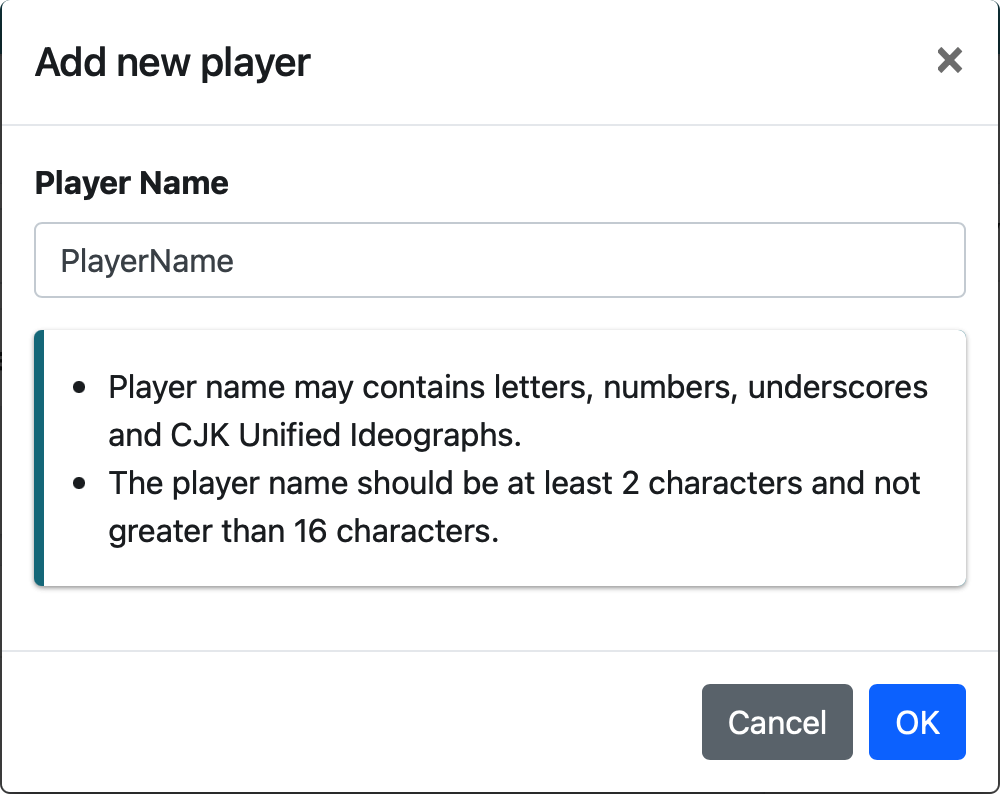 Add new player
Player Name
PlayerName
• Player name may contains letters, numbers, underscores
and CJK Unified Ideographs.
• The player name should be at least 2 characters and not
greater than 16 characters.
Cancel OK